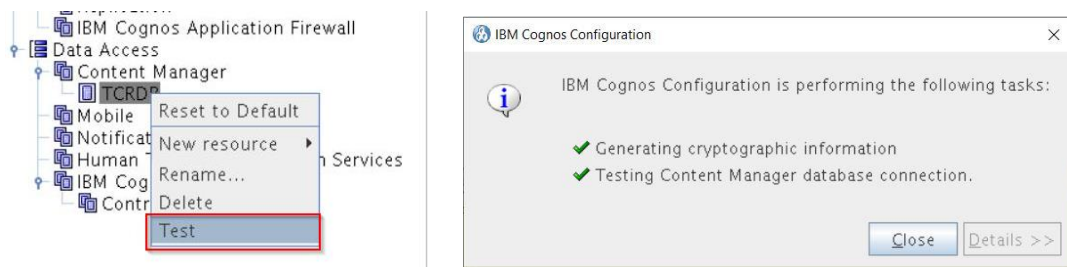 IBM Cognos Application Firewall
Data Access
Content Manager
TCRDB
Mobile
Notificat
Human T
n Services
IBM Cog
Contr
Reset to Default
New resource
Rename...
Delete
Test
IBM Cognos Configuration
IBM Cognos Configuration is performing the following tasks:
Generating cryptographic information
Testing Content Manager database connection.
Close
Details >>